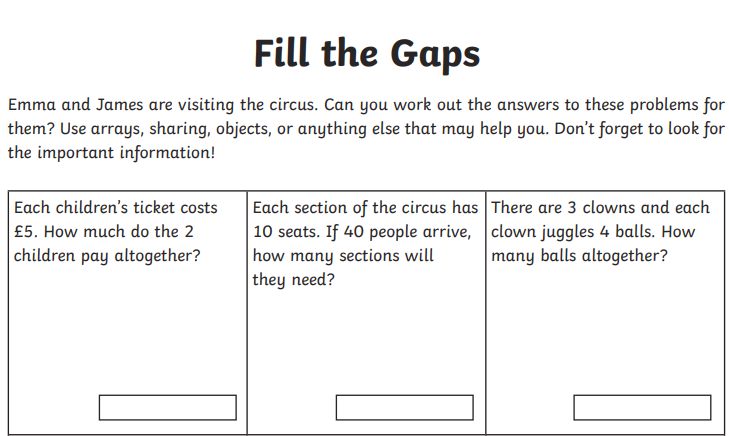 Fill the Gaps
Emma and James are visiting the circus. Can you work out the answers to these problems for
them? Use arrays, sharing, objects, or anything else that may help you. Don't forget to look for
the important information!
Each children's ticket costs
£5. How much do the 2
children pay altogether?
Each section of the circus has
10 seats. If 40 people arrive,
how many sections will
they need?
There are 3 clowns and each
clown juggles 4 balls. How
many balls altogether?